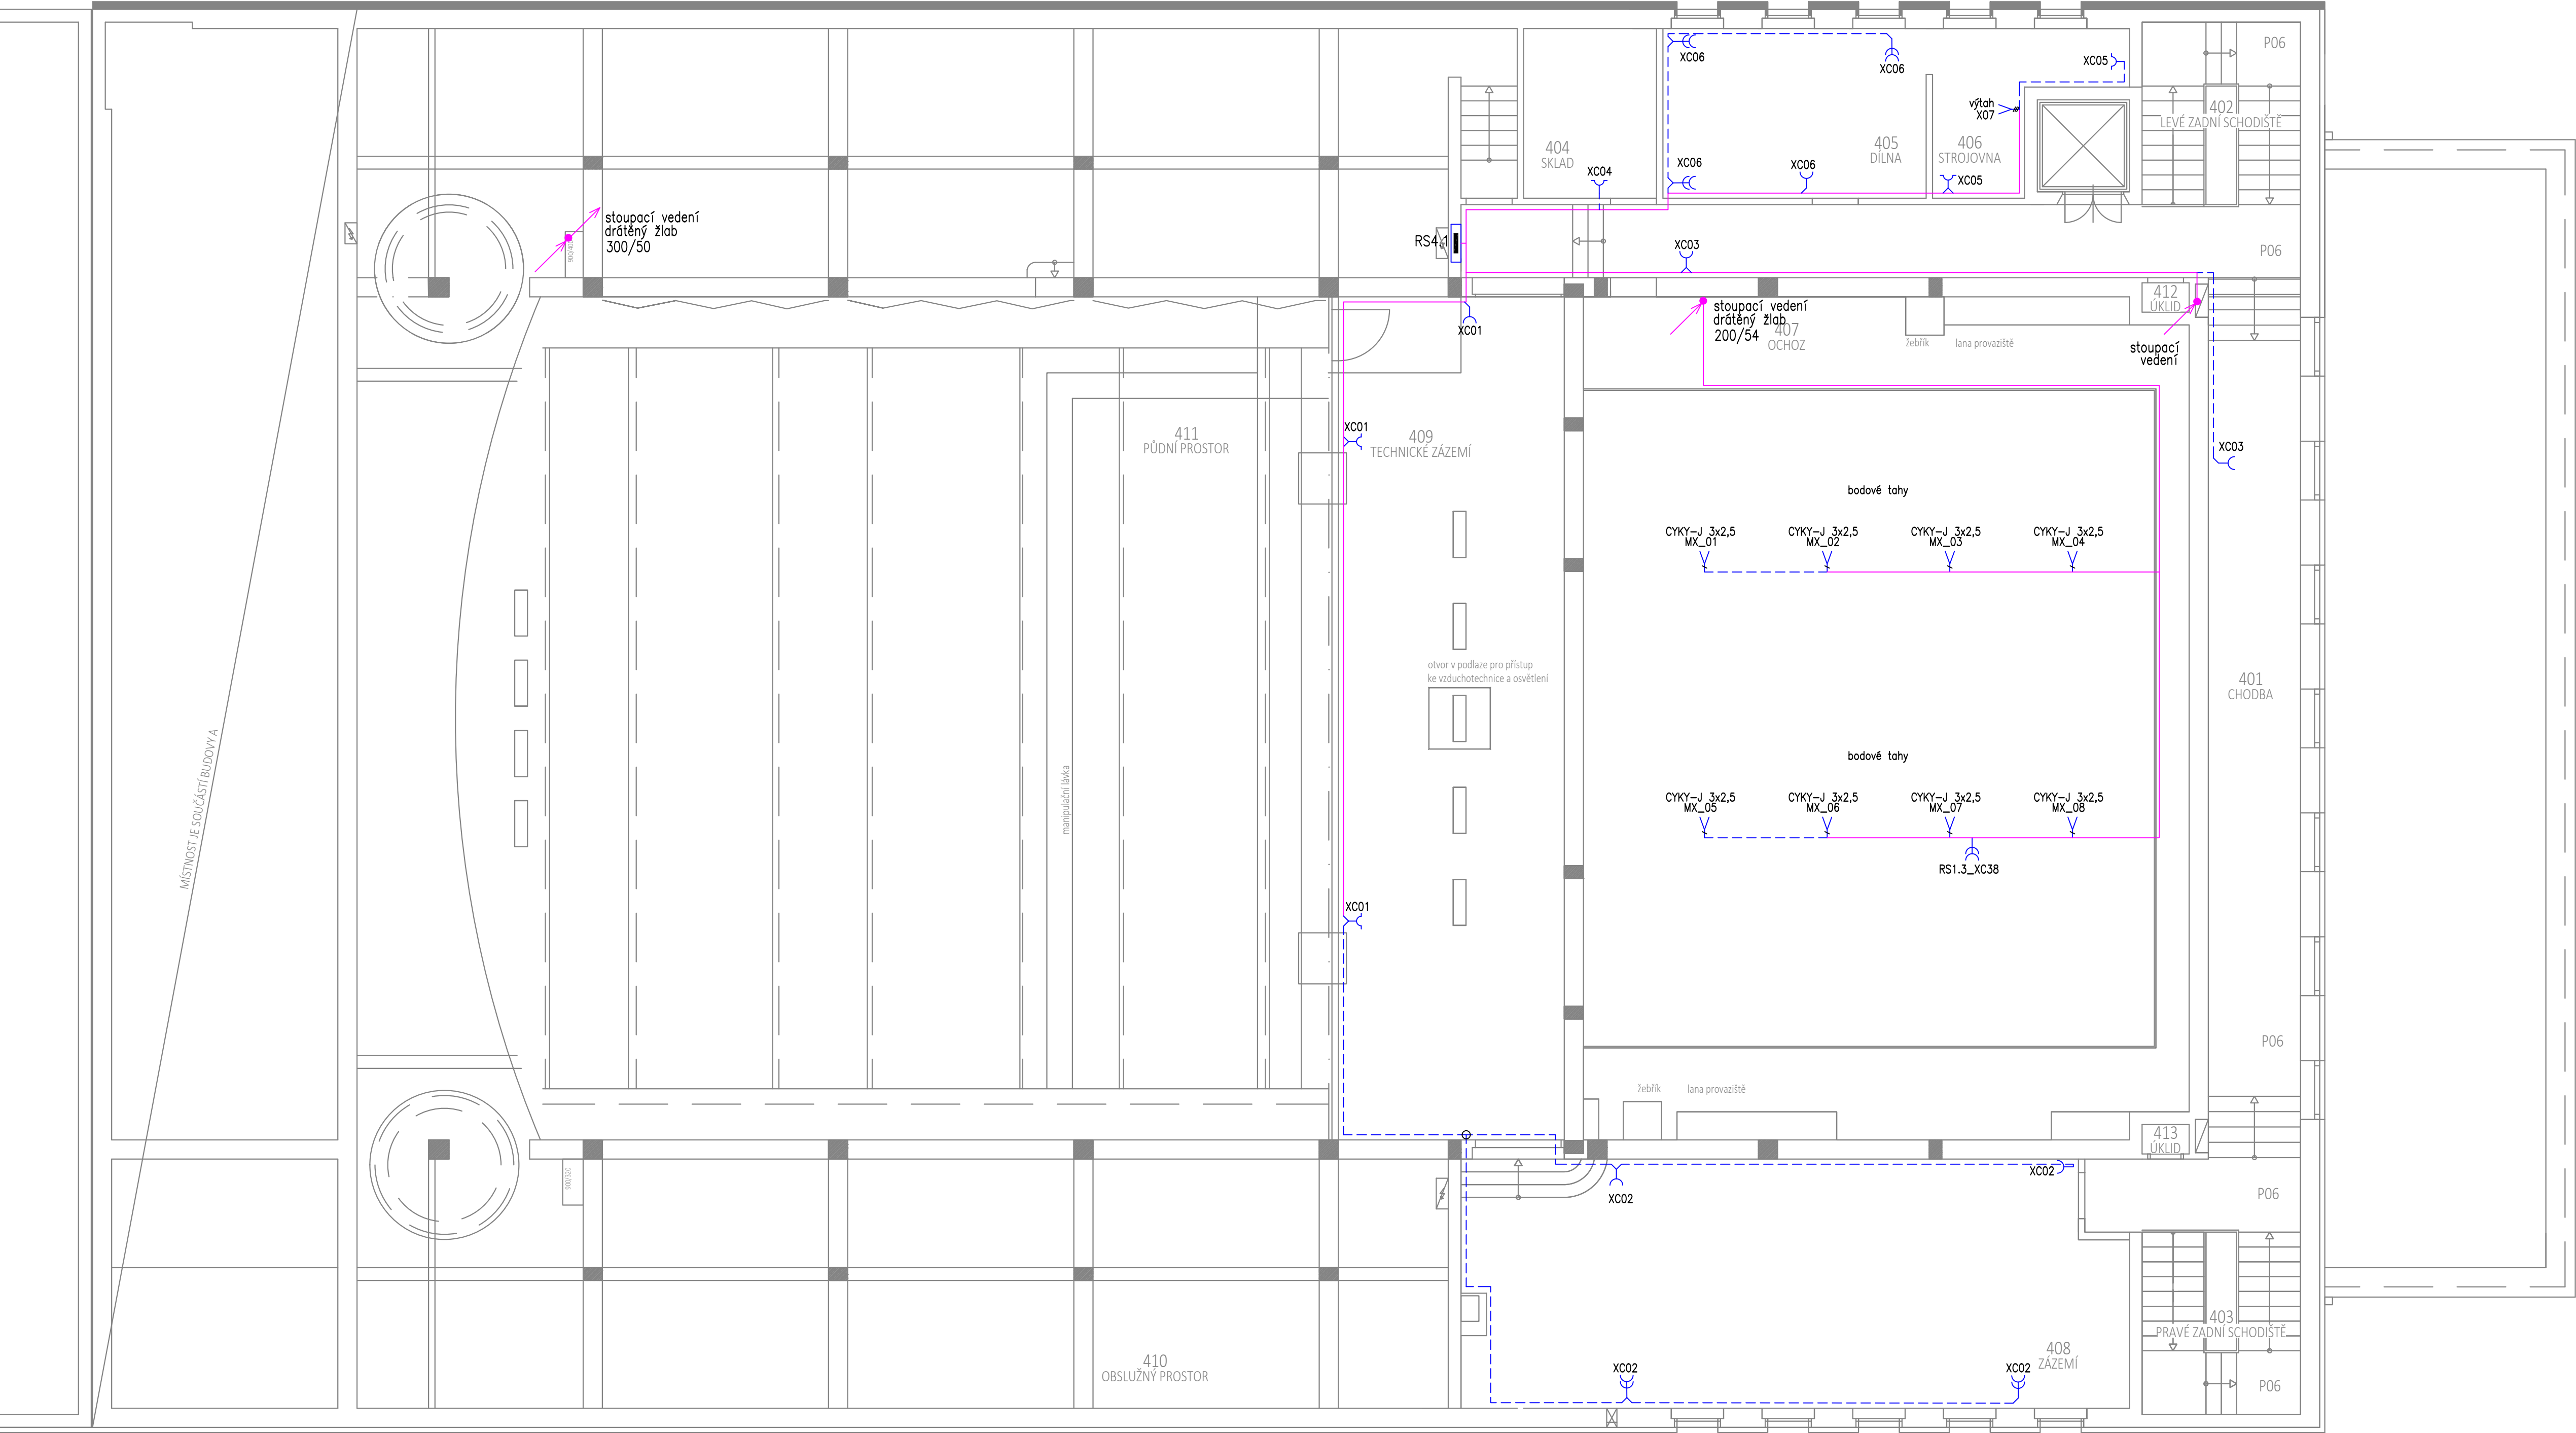 P06
XC06
XC06
XC05
výtah
X07
402
LEVÉ ZADNÍ SCHODIŠTĚ
404
SKLAD
405
DÍLNA
406
STROJOVNA
XC04
XC06
XC06
XC05
stoupací vedení
drátěný žlab
300/50
RS4.1
XC03
P06
412
ÚKLID
stoupací vedení
drátěný žlab
200/54
407
OCHOZ
XC01
žebřík
lana provaziště
stoupací
vedení
411
PŮDNÍ PROSTOR
XC01
409
TECHNICKÉ ZÁZEMÍ
XC03
bodové tahy
CYKY-J 3x2,5
MX_01
CYKY-J 3x2,5
MX_02
CYKY-J 3x2,5
MX_03
CYKY-J 3x2,5
MX_04
otvor v podlaze pro přístup
ke vzduchotechnice a osvětlení
401
CHODBA
MÍSTNOST JE SOUČÁSTÍ BUDOVY A
manipulační lávka
bodové tahy
CYKY-J 3x2,5
MX_05
CYKY-J 3x2,5
MX_06
CYKY-J 3x2,5
MX_07
CYKY-J 3x2,5
MX_08
RS1.3_XC38
XC01
P06
žebřík
lana provaziště
413
ÚKLID
900/320
XC02
XC02
P06
403
PRAVÉ ZADNÍ SCHODIŠTĚ
410
OBSLUŽNÝ PROSTOR
408
ZÁZEMÍ
XC02
XC02
P06